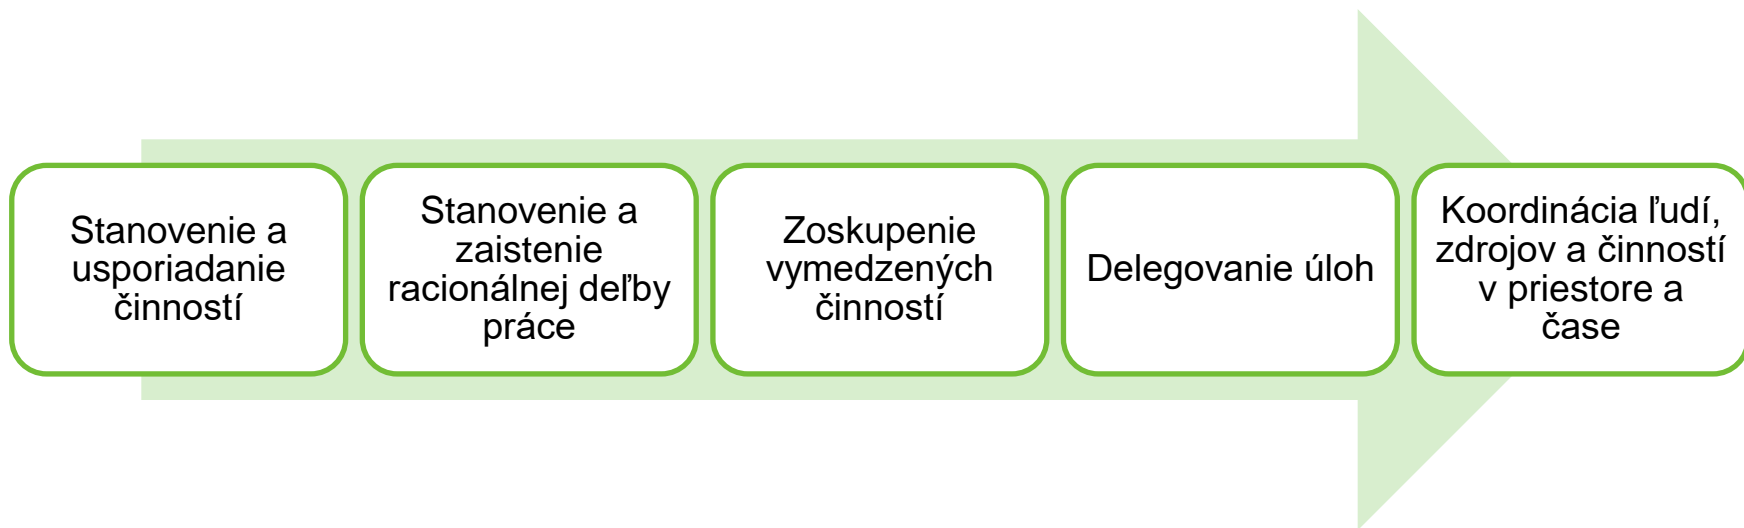 Stanovenie a
usporiadanie
činností
Stanovenie a
zaistenie
racionálnej deľby
práce
Zoskupenie
vymedzených
činností
Delegovanie úloh
Koordinácia ľudí,
zdrojov a činností
v priestore a
čase